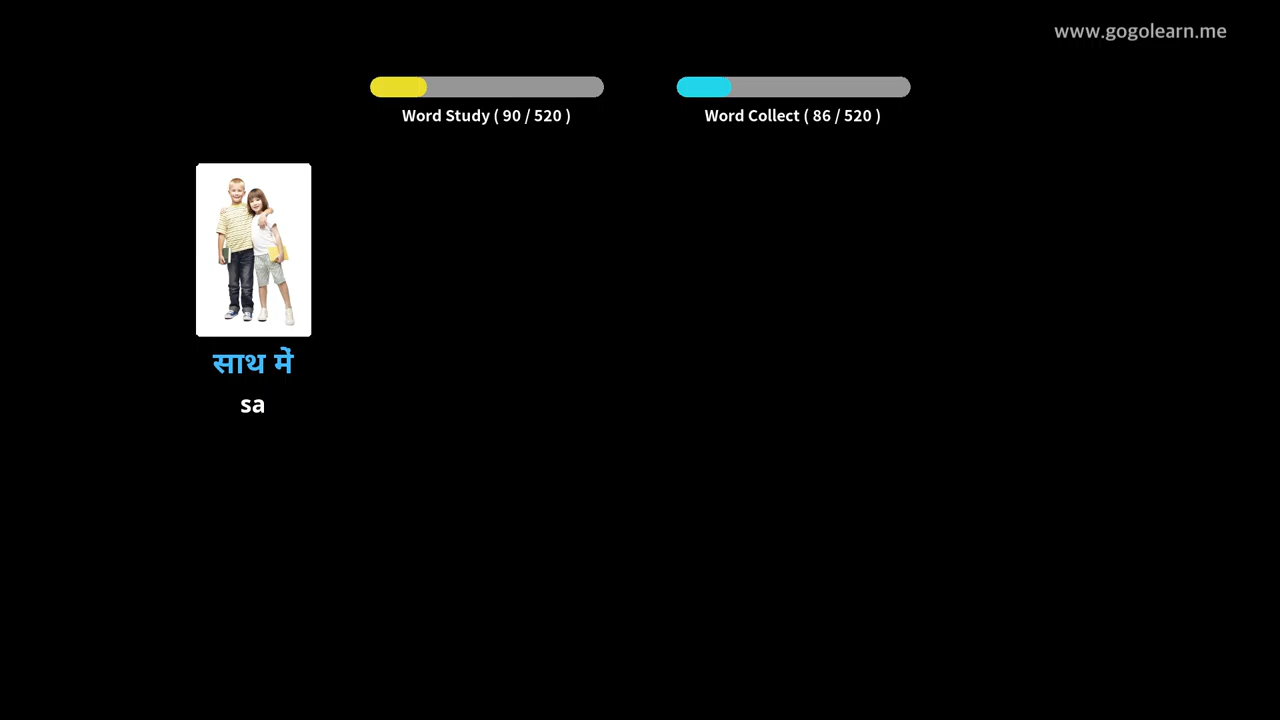 www.gogolearn.me
Word Study ( 90 / 520 )
Word Collect ( 86 / 520 )
साथ में
sa